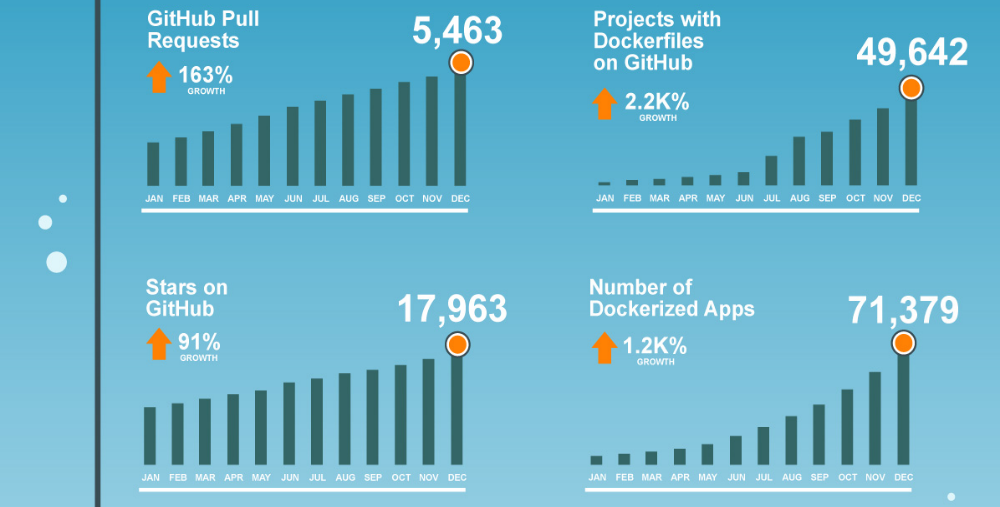 GitHub Pull
Requests
5,463
163%
GROWTH
JAN FEB MAR APR MAY JUN JUL AUG SEP OCT NOV DEC
Projects with
Dockerfiles
on GitHub
49,642
2.2K%
GROWTH
JAN FEB MAR APR MAY JUN JUL AUG SEP OCT NOV DEC
Stars on
GitHub
17,963
91%
GROWTH
JAN FEB MAR APR MAY JUN JUL AUG SEP OCT NOV DEC
Number of
Dockerized Apps
71,379
1.2K%
GROWTH
JAN FEB MAR APR MAY JUN JUL AUG SEP OCT NOV DEC